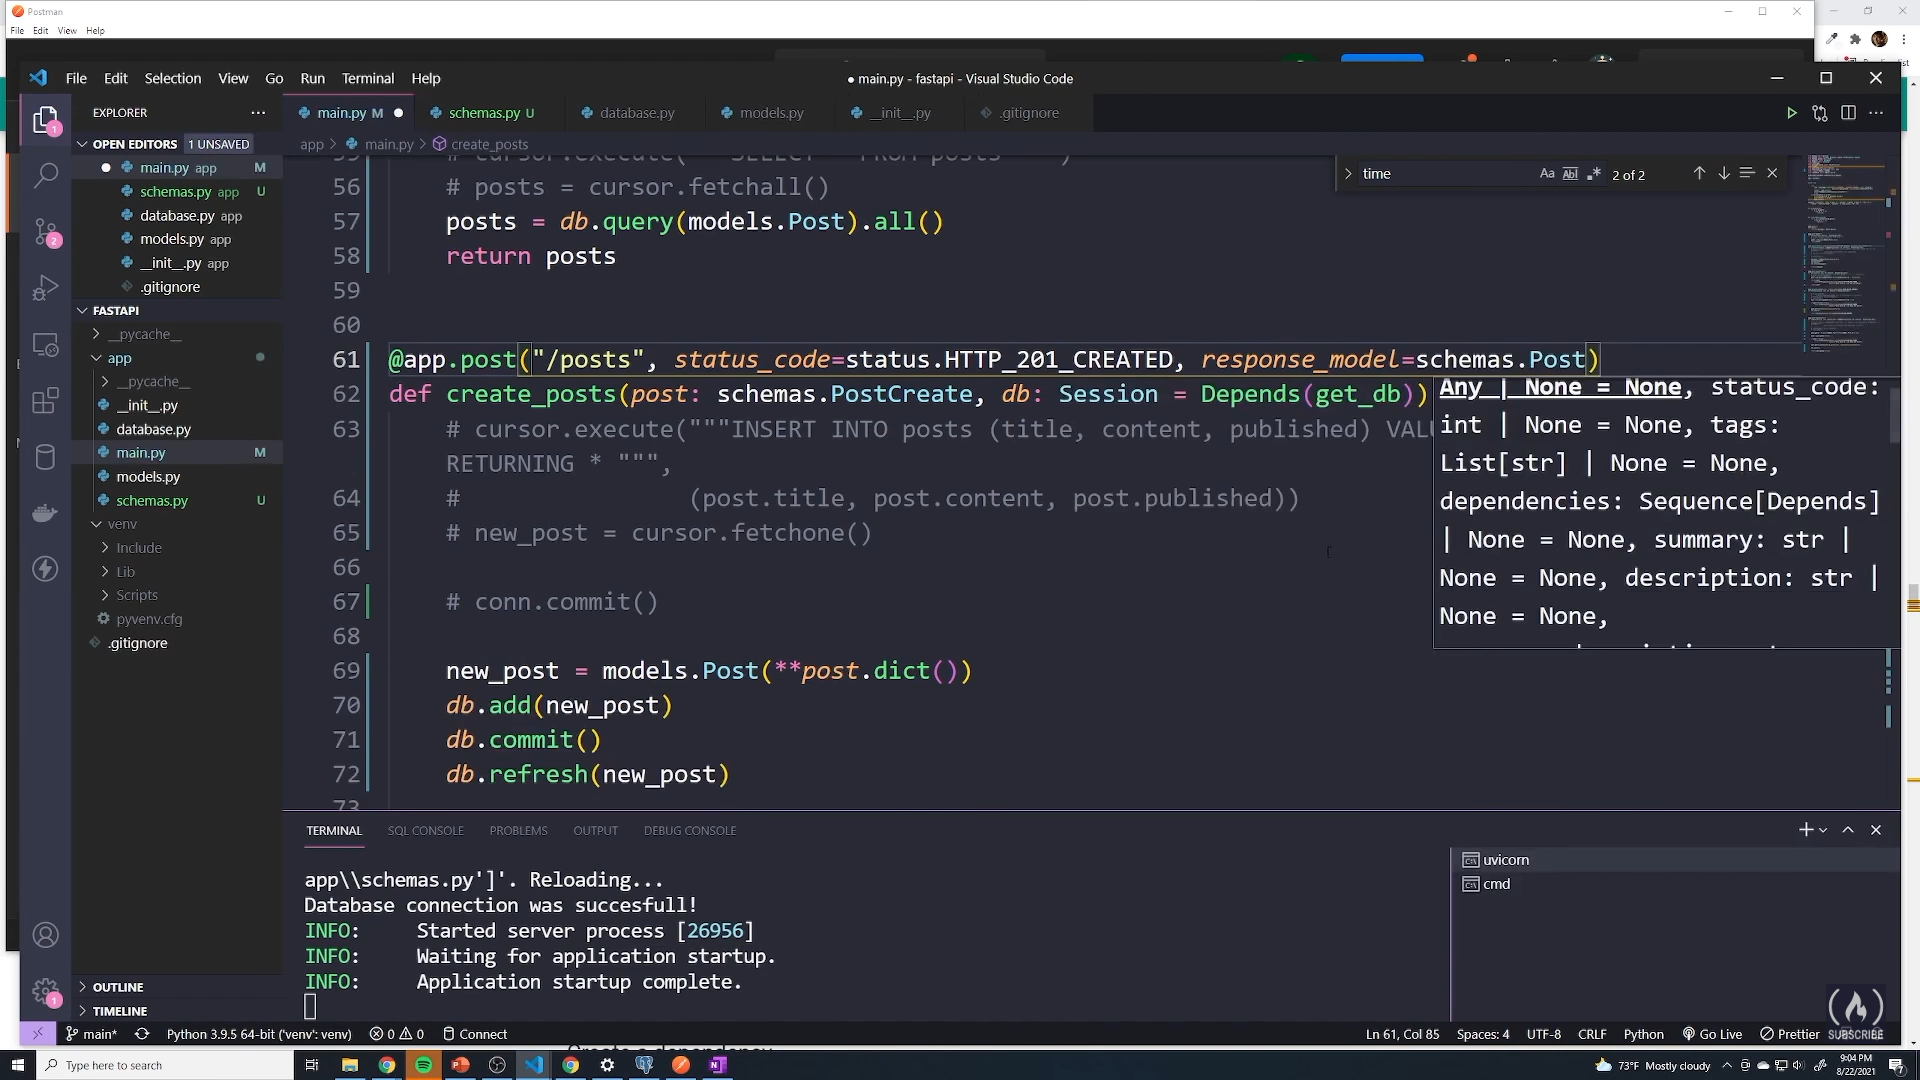 Postman
File Edit View Help
File Edit Selection View Go Run Terminal Help
● main.py - fastapi - Visual Studio Code
EXPLORER
main.py M
schemas.py U
database.py
models.py
__init__.py
.gitignore
OPEN EDITORS 1 UNSAVED
app > main.py > create_posts
main.py app M
schemas.py app U
database.py app
models.py app
__init__.py app
.gitignore
FASTAPI
__pycache__
app
__pycache__
__init__.py
database.py
main.py M
models.py
schemas.py U
venv
Include
Lib
Scripts
pyvenv.cfg
.gitignore
OUTLINE
TIMELINE
time
Aa Abl .* 2 of 2
56 # posts = cursor.fetchall()
57 posts = db.query(models.Post).all()
58 return posts
59
60
61 @app.post("/posts", status_code=status.HTTP_201_CREATED, response_model=schemas.Post)
62 def create_posts(post: schemas.PostCreate, db: Session = Depends(get_db))
63 # cursor.execute("""INSERT INTO posts (title, content, published) VALU
RETURNING * """,
64 # (post.title, post.content, post.published))
65 # new_post = cursor.fetchone()
66
67 # conn.commit()
68
69 new_post = models.Post(**post.dict())
70 db.add(new_post)
71 db.commit()
72 db.refresh(new_post)
73
Any | None = None, status_code:
int | None = None, tags:
List[str] | None = None,
dependencies: Sequence[Depends]
| None = None, summary: str |
None = None, description: str |
None = None,
TERMINAL SQL CONSOLE PROBLEMS OUTPUT DEBUG CONSOLE
app\\schemas.py']'. Reloading...
Database connection was succesfull!
INFO: Started server process [26956]
INFO: Waiting for application startup.
INFO: Application startup complete.
uvicorn
cmd
main* Python 3.9.5 64-bit ('venv': venv) 0 0 Connect
Ln 61, Col 85 Spaces: 4 UTF-8 CRLF Python Go Live Prettier
SUBSCRIBE
Create a dependency
Type here to search
73°F Mostly cloudy
9:04 PM
8/22/2021